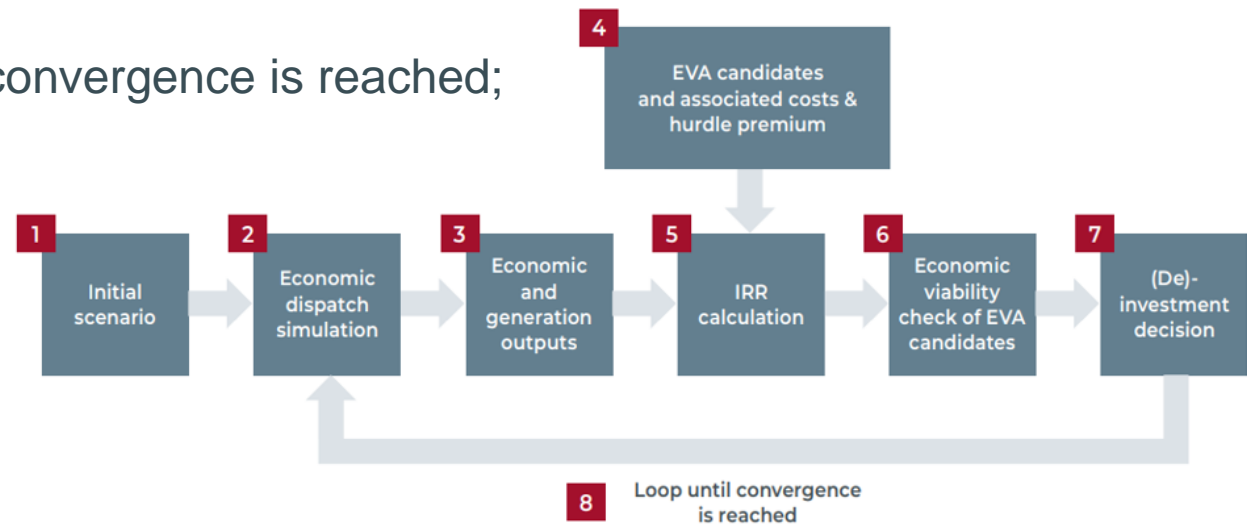 convergence is reached;
4
EVA candidates
and associated costs &
hurdle premium
1
Initial
scenario
2
Economic
dispatch
simulation
3
Economic
and
generation
outputs
5
IRR
calculation
6
Economic
viability
check of EVA
candidates
7
(De)-
investment
decision
8
Loop until convergence
is reached